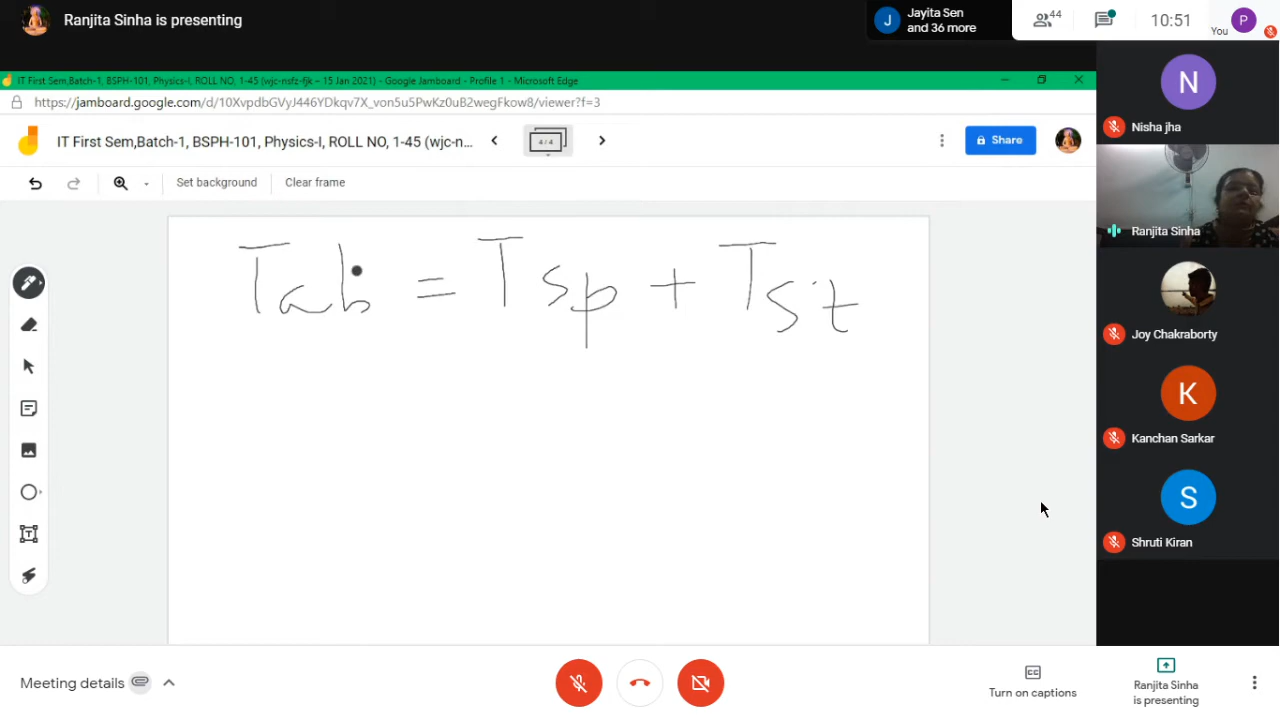 Ranjita Sinha is presenting
J Jayita Sen
and 36 more
44
10:51
You
P
IT First Sem,Batch-1, BSPH-101, Physics-I, ROLL NO, 1-45 (wjc-nsfz-fjk – 15 Jan 2021) - Google Jamboard - Profile 1 - Microsoft Edge
https://jamboard.google.com/d/10XvpdbGVyJ446YDkqv7X_von5u5PwKz0uB2wegFkow8/viewer?f=3
IT First Sem,Batch-1, BSPH-101, Physics-I, ROLL NO, 1-45 (wjc-n...
4 / 4
Share
Set background
Clear frame
Tab = Tsp + Tst
N
Nisha jha
Ranjita Sinha
Joy Chakraborty
K
Kanchan Sarkar
S
Shruti Kiran
Meeting details
CC
Turn on captions
Ranjita Sinha
is presenting